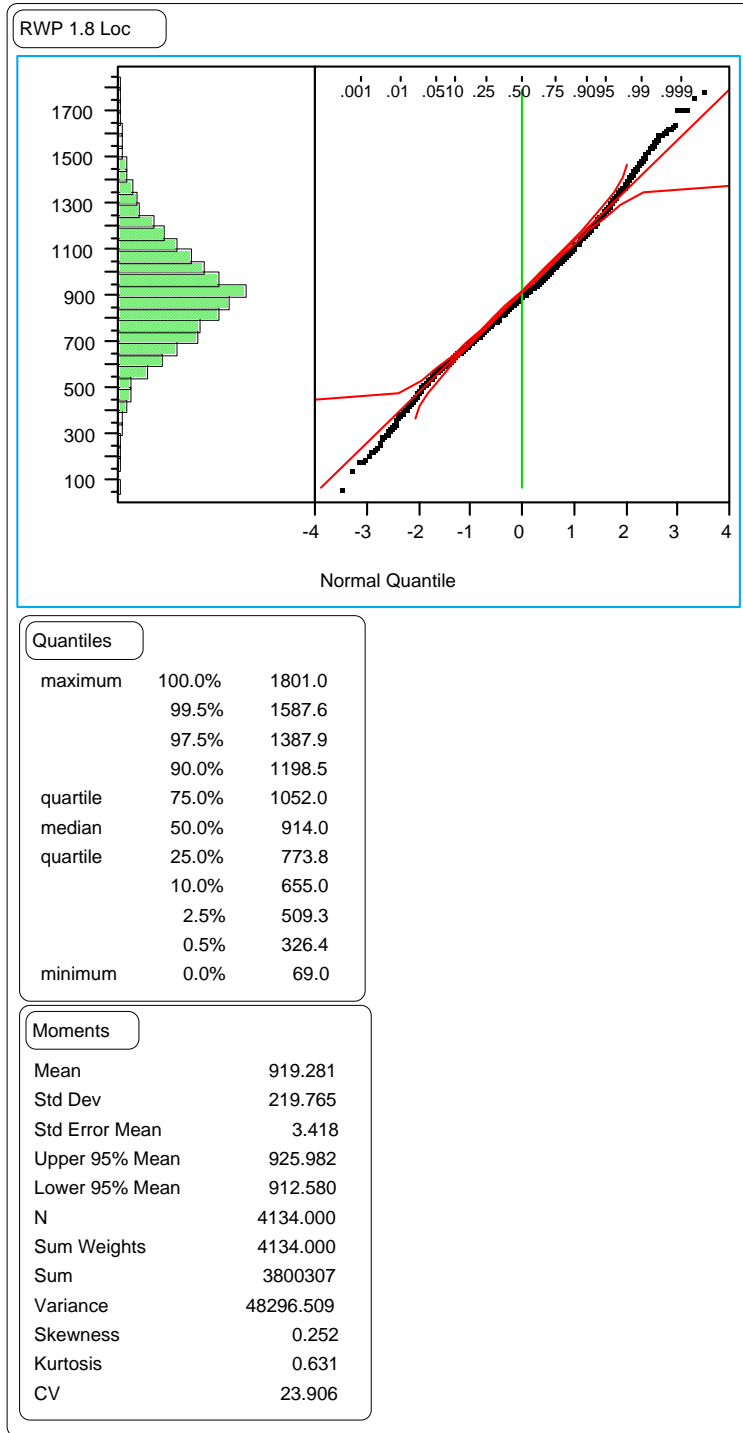 RWP 1.8 Loc
.001 .01 .05.10 .25 .50 .75 .90.95 .99 .999
1700
1500
1300
1100
900
700
500
300
100
-4 -3 -2 -1 0 1 2 3 4
Normal Quantile
Quantiles
maximum 100.0% 1801.0
99.5% 1587.6
97.5% 1387.9
90.0% 1198.5
quartile 75.0% 1052.0
median 50.0% 914.0
quartile 25.0% 773.8
10.0% 655.0
2.5% 509.3
0.5% 326.4
minimum 0.0% 69.0
Moments
Mean 919.281
Std Dev 219.765
Std Error Mean 3.418
Upper 95% Mean 925.982
Lower 95% Mean 912.580
N 4134.000
Sum Weights 4134.000
Sum 3800307
Variance 48296.509
Skewness 0.252
Kurtosis 0.631
CV 23.906